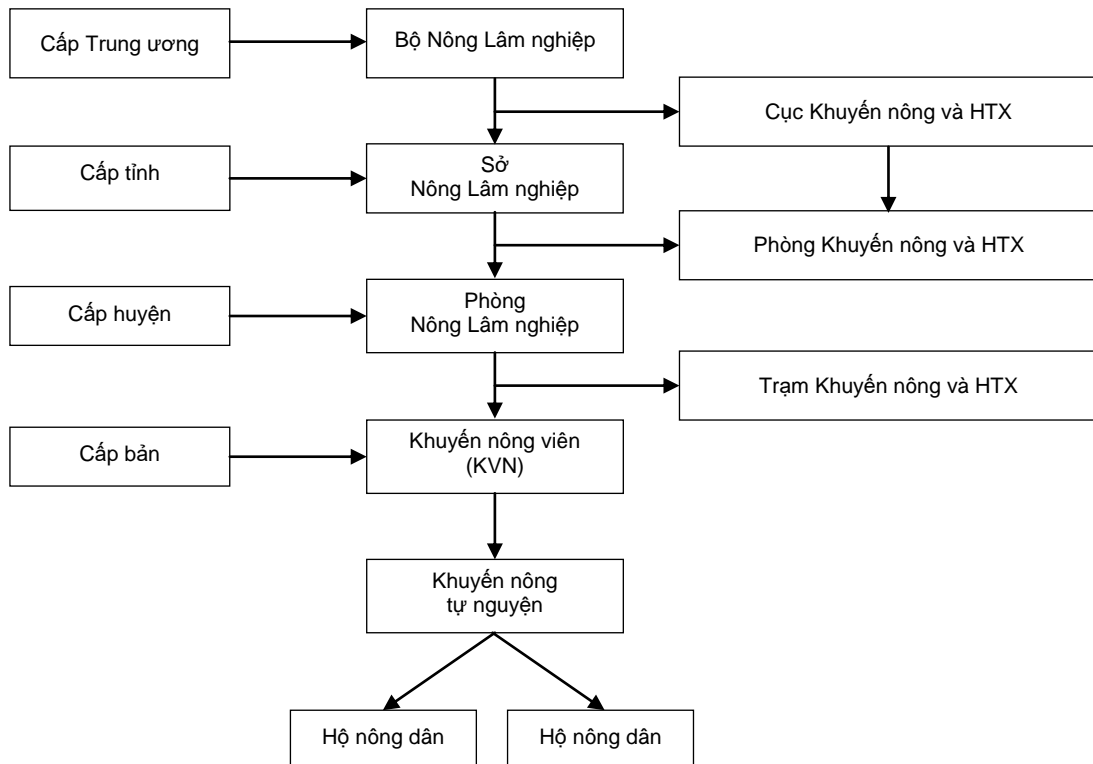 Cấp Trung ương
Bộ Nông Lâm nghiệp
Cục Khuyến nông và HTX
Cấp tỉnh
Sở
Nông Lâm nghiệp
Phòng Khuyến nông và HTX
Cấp huyện
Phòng
Nông Lâm nghiệp
Trạm Khuyến nông và HTX
Cấp bản
Khuyến nông viên
(KVN)
Khuyến nông
tự nguyện
Hộ nông dân
Hộ nông dân